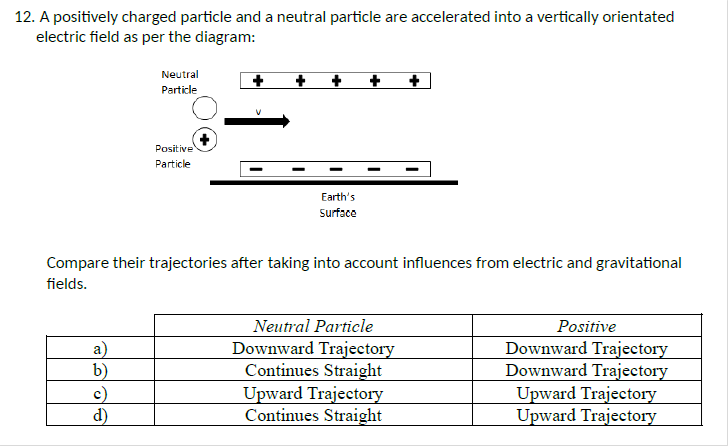 12. A positively charged particle and a neutral particle are accelerated into a vertically orientated
electric field as per the diagram:
Neutral
Particle
+ + + + +
v
+
Positive
Particle
- - - - -
Earth's
Surface
Compare their trajectories after taking into account influences from electric and gravitational
fields.
Neutral Particle Positive
a) Downward Trajectory Downward Trajectory
b) Continues Straight Downward Trajectory
c) Upward Trajectory Upward Trajectory
d) Continues Straight Upward Trajectory